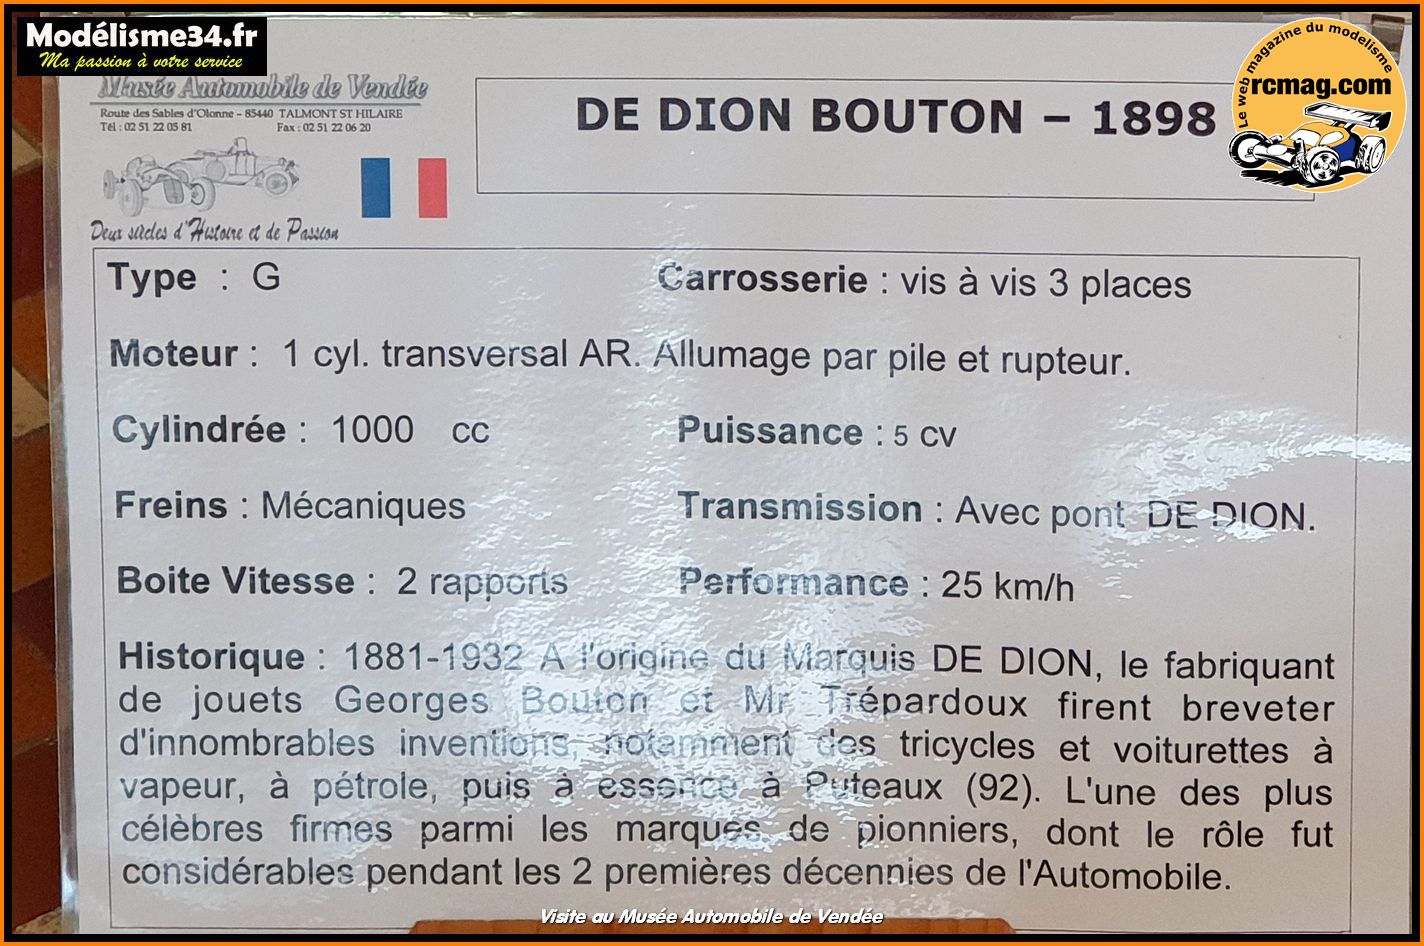 Modélisme34.fr
Ma passion à votre service
Le web magazine du modelisme
rcmag.com
Musée Automobile de Vendée
Route des Sables d'Olonne - 85440 TALMONT ST HILAIRE
Tél : 02 51 22 05 81 Fax : 02 51 22 06 20
Deux siècles d'Histoire et de Passion
DE DION BOUTON – 1898
Type : G Carrosserie : vis à vis 3 places
Moteur : 1 cyl. transversal AR. Allumage par pile et rupteur.
Cylindrée : 1000 cc Puissance : 5 CV
Freins : Mécaniques Transmission : Avec pont DE DION.
Boite Vitesse : 2 rapports Performance : 25 km/h
Historique : 1881-1932 A l'origine du Marquis DE DION, le fabriquant
de jouets Georges Bouton et Mr Trépardoux firent breveter
d'innombrables inventions, notamment des tricycles et voiturettes à
vapeur, à pétrole, puis à essence à Puteaux (92). L'une des plus
célèbres firmes parmi les marques de pionniers, dont le rôle fut
considérables pendant les 2 premières décennies de l'Automobile.
Visite au Musée Automobile de Vendée